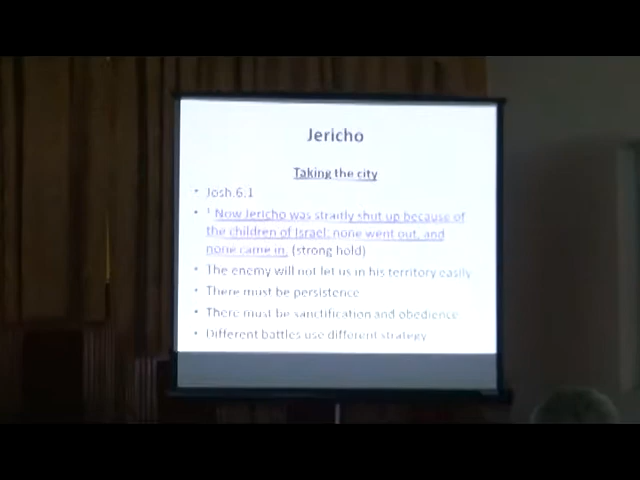 Jericho
Taking the city
• Josh.6.1
• 1 Now Jericho was straitly shut up because of
the children of Israel: none went out, and
none came in. (strong hold)
• The enemy will not let us in his territory easily
• There must be persistence
• There must be sanctification and obedience
• Different battles use different strategy